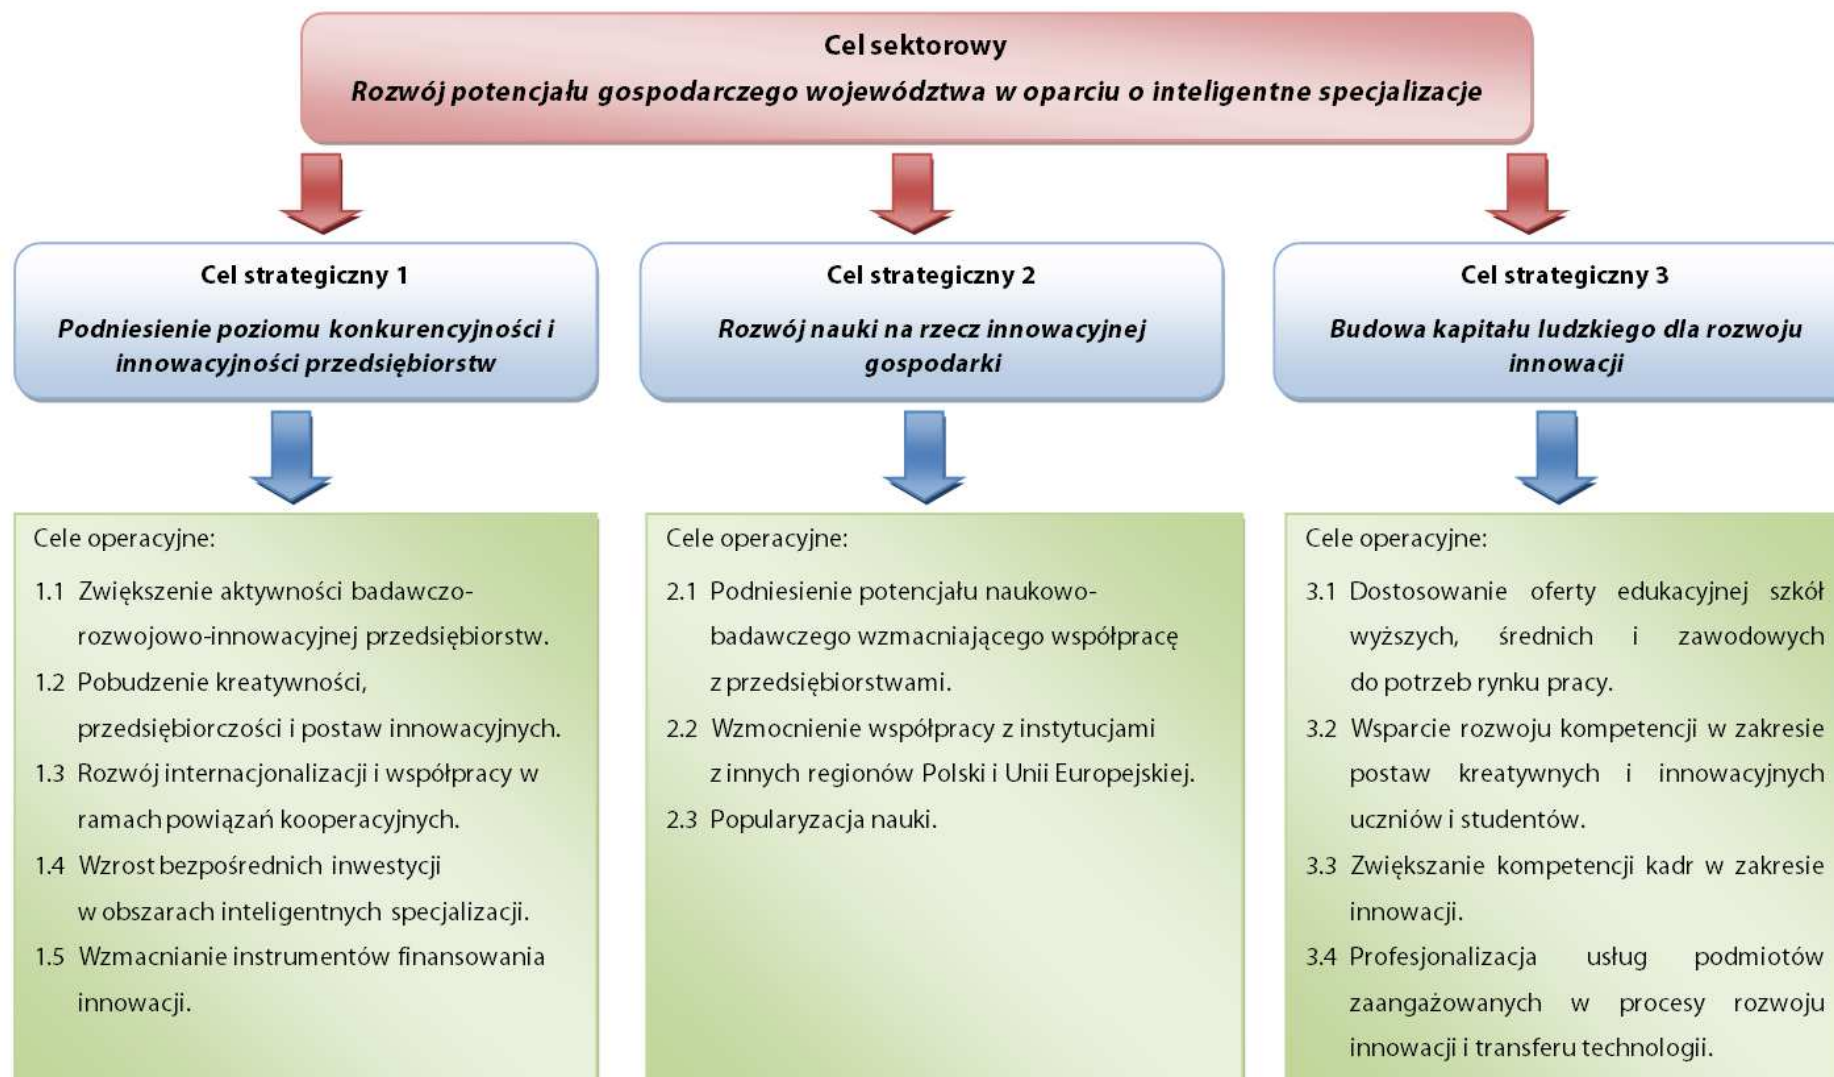 Cel sektorowy
Rozwój potencjału gospodarczego województwa w oparciu o inteligentne specjalizacje
Cel strategiczny 1
Podniesienie poziomu konkurencyjności i
innowacyjności przedsiębiorstw
Cel strategiczny 2
Rozwój nauki na rzecz innowacyjnej
gospodarki
Cel strategiczny 3
Budowa kapitału ludzkiego dla rozwoju
innowacji
Cele operacyjne:
1.1 Zwiększenie aktywności badawczo-
rozwojowo-innowacyjnej przedsiębiorstw.
1.2 Pobudzenie kreatywności,
przedsiębiorczości i postaw innowacyjnych.
1.3 Rozwój internacjonalizacji i współpracy w
ramach powiązań kooperacyjnych.
1.4 Wzrost bezpośrednich inwestycji
w obszarach inteligentnych specjalizacji.
1.5 Wzmacnianie instrumentów finansowania
innowacji.
Cele operacyjne:
2.1 Podniesienie potencjału naukowo-
badawczego wzmacniającego współpracę
z przedsiębiorstwami.
2.2 Wzmocnienie współpracy z instytucjami
z innych regionów Polski i Unii Europejskiej.
2.3 Popularyzacja nauki.
Cele operacyjne:
3.1 Dostosowanie oferty edukacyjnej szkół
wyższych, średnich i zawodowych
do potrzeb rynku pracy.
3.2 Wsparcie rozwoju kompetencji w zakresie
postaw kreatywnych i innowacyjnych
uczniów i studentów.
3.3 Zwiększanie kompetencji kadr w zakresie
innowacji.
3.4 Profesjonalizacja usług podmiotów
zaangażowanych w procesy rozwoju
innowacji i transferu technologii.